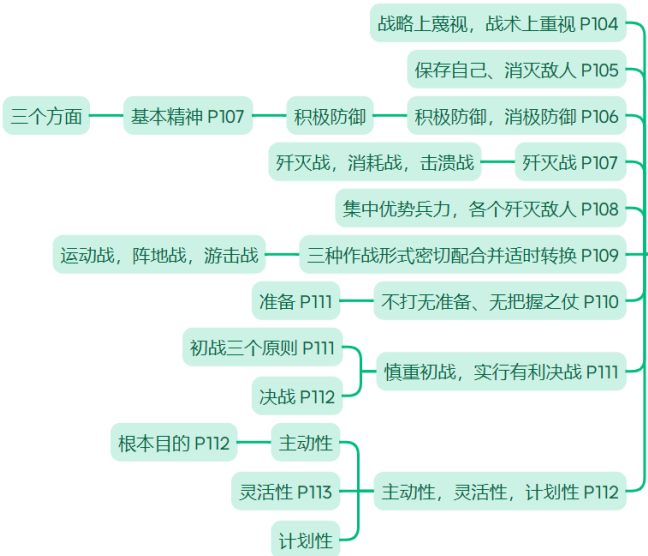 战略上蔑视，战术上重视 P104
保存自己、消灭敌人 P105
三个方面
基本精神 P107
积极防御
积极防御，消极防御 P106
歼灭战，消耗战，击溃战
歼灭战 P107
集中优势兵力，各个歼灭敌人 P108
运动战，阵地战，游击战
三种作战形式密切配合并适时转换 P109
准备 P111
不打无准备、无把握之仗 P110
初战三个原则 P111
决战 P112
慎重初战，实行有利决战 P111
根本目的 P112
主动性
灵活性 P113
计划性
主动性，灵活性，计划性 P112